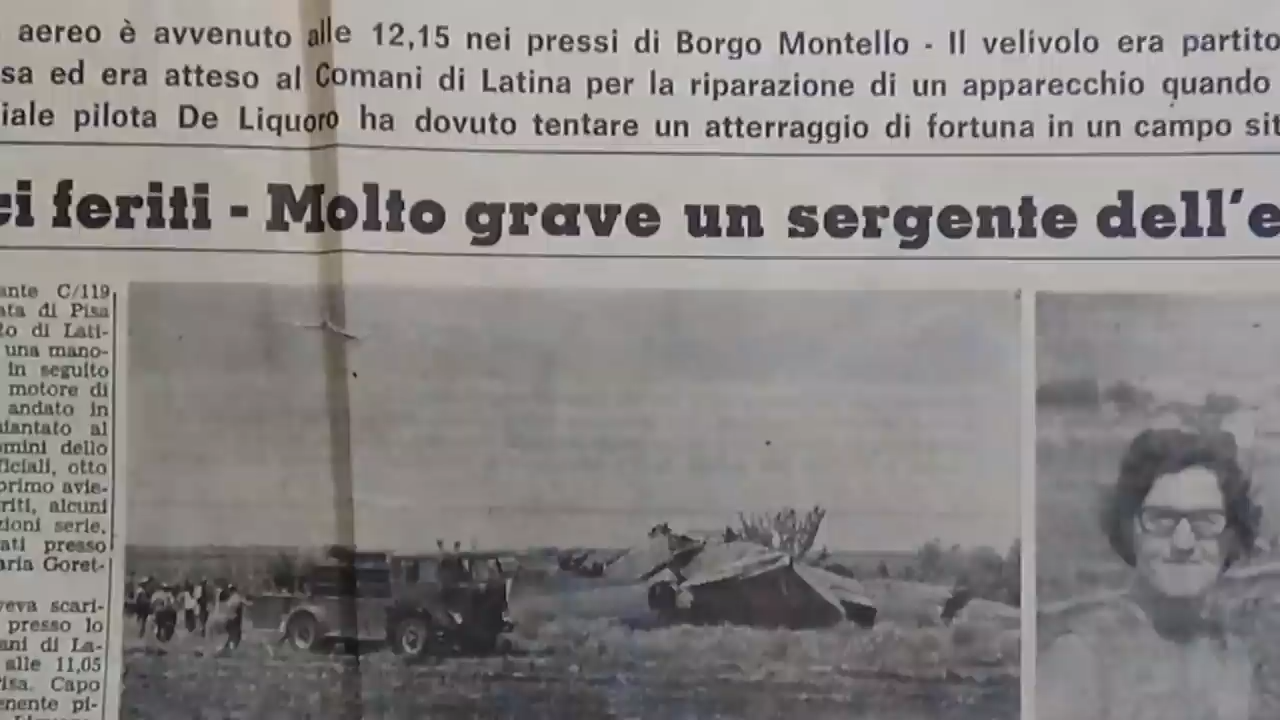 aereo è avvenuto alle 12,15 nei pressi di Borgo Montello - Il velivolo era partito
sa ed era atteso al Comani di Latina per la riparazione di un apparecchio quando
iale pilota De Liquoro ha dovuto tentare un atterraggio di fortuna in un campo sit
ci feriti - Molto grave un sergente dell'e
ante C/119
ata di Pisa
to di Lati-
una mano-
in seguito
motore di
andato in
iantato al
mini dello
ficiali, otto
primo avie-
riti, alcuni
zioni serie,
ati presso
aria Goret-
veva scari-
presso lo
ani di La-
alle 11,05
isa. Capo
nente pi-